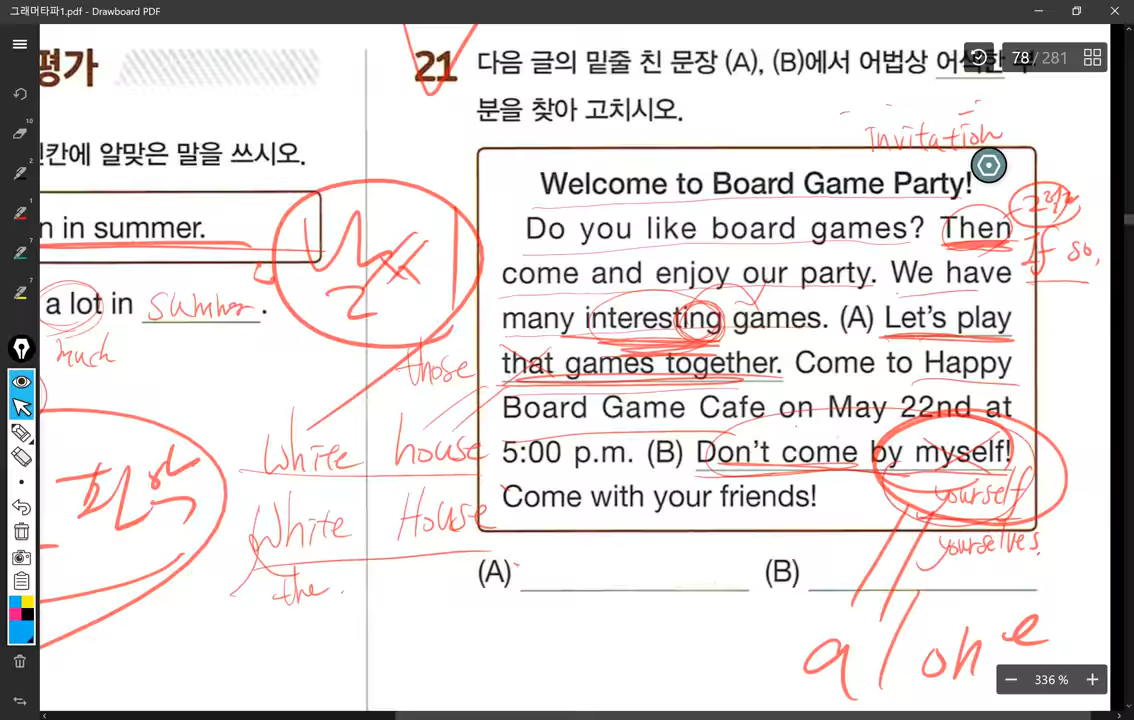 그래머타파1.pdf - Drawboard PDF
78 / 281
평가
빈칸에 알맞은 말을 쓰시오.
n in summer.
a lot in summer.
much
21 다음 글의 밑줄 친 문장 (A), (B)에서 어법상 어색한 부
분을 찾아 고치시오.
Invitation
Welcome to Board Game Party!
Do you like board games? Then
If so,
come and enjoy our party. We have
many interesting games. (A) Let's play
that games together. Come to Happy
those
Board Game Cafe on May 22nd at
5:00 p.m. (B) Don't come by myself!
yourself
Come with your friends!
yourselves.
(A) (B)
White house
White House
the
alone
336 %